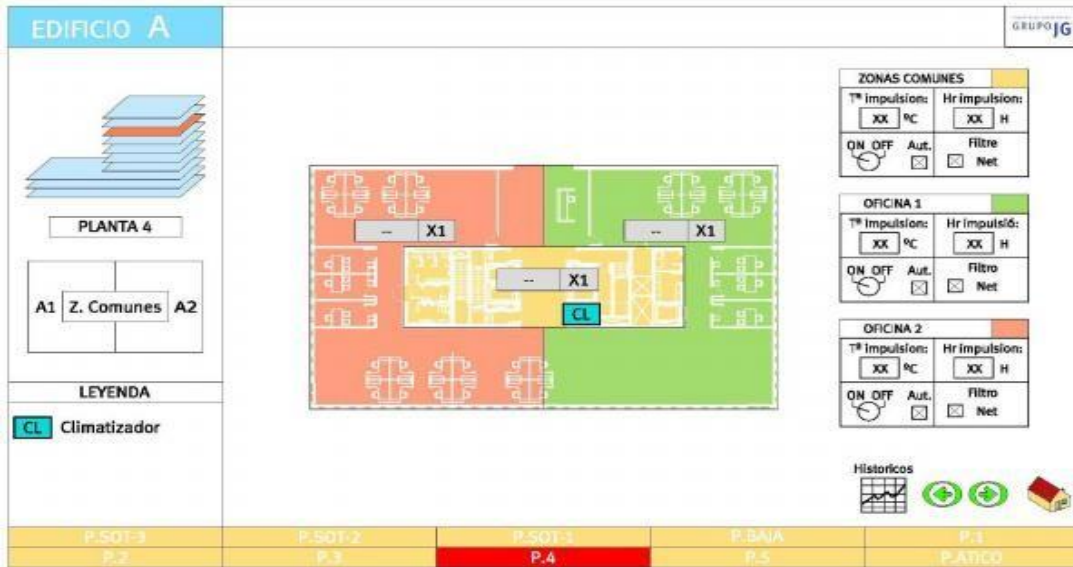 EDIFICIO A
GRUPO JG
PLANTA 4
A1 Z. Comunes A2
LEYENDA
CL Climatizador
-- X1
-- X1
-- X1
CL
ZONAS COMUNES
Tª impulsion: Hr impulsion:
XX ºC XX H
ON OFF Aut. Filtre
Net
OFICINA 1
Tª impulsion: Hr impulsió:
XX ºC XX H
ON OFF Aut. Filtro
Net
OFICINA 2
Tª impulsion: Hr impulsion:
XX ºC XX H
ON OFF Aut. Filtro
Net
Historicos
P.SOT-3 P.SOT-2 P.SOT-1 P.BAJA P.1
P.2 P.3 P.4 P.5 P.ATICO